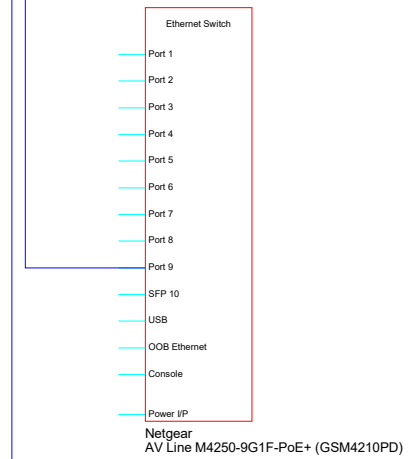 Ethernet Switch
Port 1
Port 2
Port 3
Port 4
Port 5
Port 6
Port 7
Port 8
Port 9
SFP 10
USB
OOB Ethernet
Console
Power I/P
Netgear
AV Line M4250-9G1F-PoE+ (GSM4210PD)